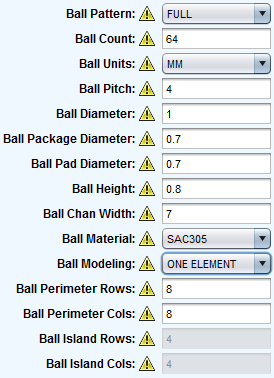 Ball Pattern: FULL
Ball Count: 64
Ball Units: MM
Ball Pitch: 4
Ball Diameter: 1
Ball Package Diameter: 0.7
Ball Pad Diameter: 0.7
Ball Height: 0.8
Ball Chan Width: 7
Ball Material: SAC305
Ball Modeling: ONE ELEMENT
Ball Perimeter Rows: 8
Ball Perimeter Cols: 8
Ball Island Rows: 4
Ball Island Cols: 4